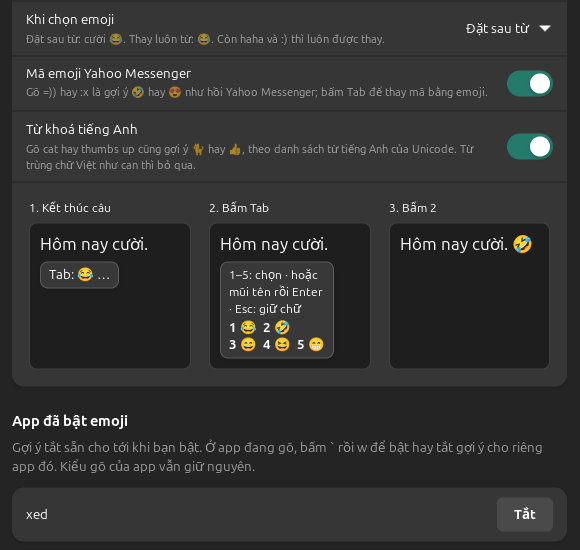 Khi chọn emoji
Đặt sau từ: cười 😂. Thay luôn từ: 😂. Còn haha và :) thì luôn được thay.
Đặt sau từ
Mã emoji Yahoo Messenger
Gõ =)) hay :x là gợi ý 🤣 hay 😍 như hồi Yahoo Messenger; bấm Tab để thay mã bằng emoji.
Từ khoá tiếng Anh
Gõ cat hay thumbs up cũng gợi ý 🐈 hay 👍, theo danh sách từ tiếng Anh của Unicode. Từ
trùng chữ Việt như can thì bỏ qua.
1. Kết thúc câu
Hôm nay cười.
Tab: 😂 ...
2. Bấm Tab
Hôm nay cười.
1–5: chọn · hoặc
mũi tên rồi Enter
· Esc: giữ chữ
1 😂 2 🤣
3 😄 4 😆 5 😁
3. Bấm 2
Hôm nay cười. 🤣
App đã bật emoji
Gợi ý tắt sẵn cho tới khi bạn bật. Ở app đang gõ, bấm ` rồi w để bật hay tắt gợi ý cho riêng
app đó. Kiểu gõ của app vẫn giữ nguyên.
xed
Tắt